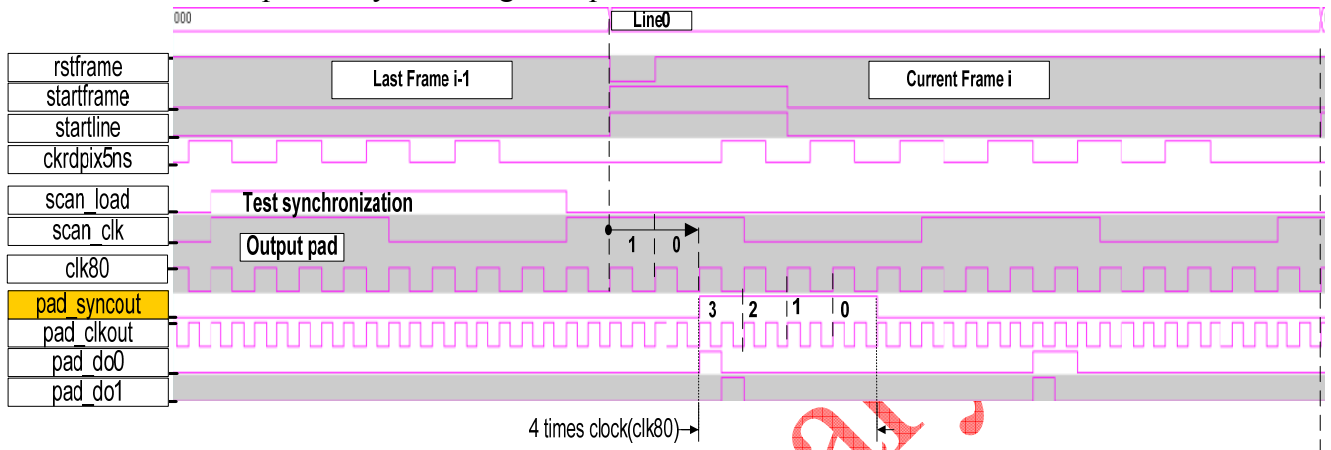 000
Line0
rstframe
Last Frame i-1
Current Frame i
startframe
startline
ckrdpix5ns
scan_load
Test synchronization
scan_clk
Output pad
1 0
clk80
pad_syncout
3 2 1 0
pad_clkout
pad_do0
pad_do1
4 times clock(clk80)